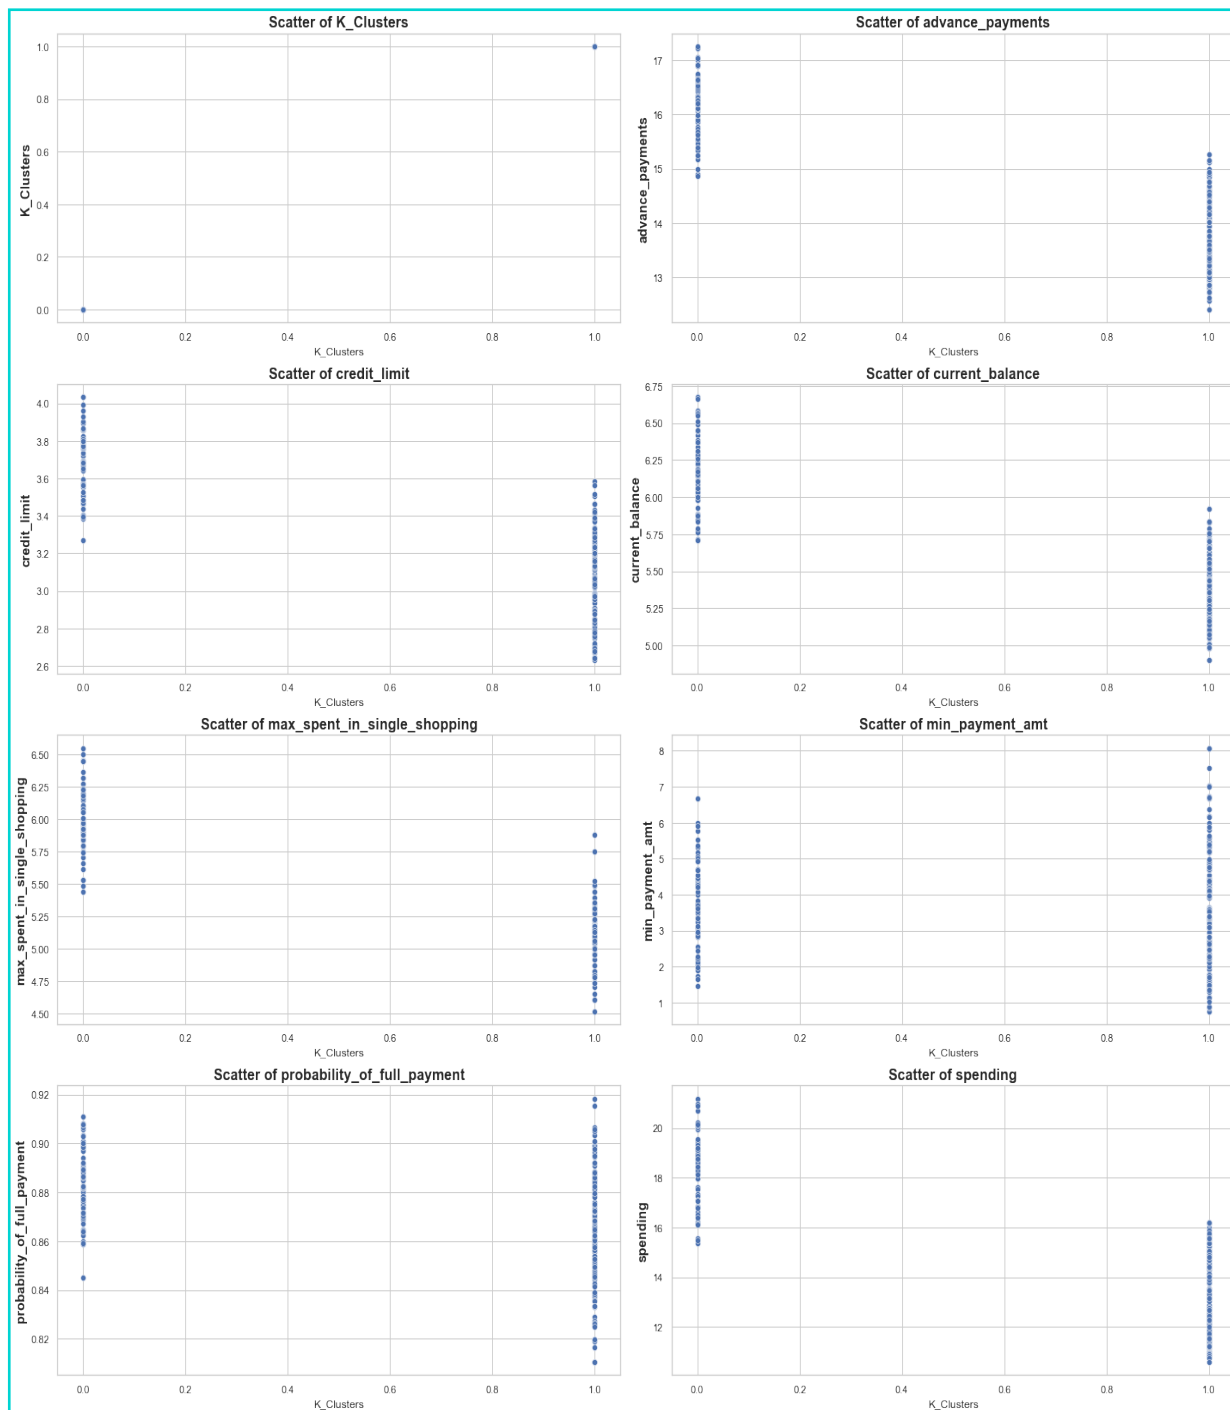 Scatter of K_Clusters
1.0
0.8
0.6
0.4
0.2
0.0
K_Clusters
0.0 0.2 0.4 0.6 0.8 1.0
K_Clusters
Scatter of advance_payments
17
16
15
14
13
advance_payments
0.0 0.2 0.4 0.6 0.8 1.0
K_Clusters
Scatter of credit_limit
4.0
3.8
3.6
3.4
3.2
3.0
2.8
2.6
credit_limit
0.0 0.2 0.4 0.6 0.8 1.0
K_Clusters
Scatter of current_balance
6.75
6.50
6.25
6.00
5.75
5.50
5.25
5.00
current_balance
0.0 0.2 0.4 0.6 0.8 1.0
K_Clusters
Scatter of max_spent_in_single_shopping
6.50
6.25
6.00
5.75
5.50
5.25
5.00
4.75
4.50
max_spent_in_single_shopping
0.0 0.2 0.4 0.6 0.8 1.0
K_Clusters
Scatter of min_payment_amt
8
7
6
5
4
3
2
1
min_payment_amt
0.0 0.2 0.4 0.6 0.8 1.0
K_Clusters
Scatter of probability_of_full_payment
0.92
0.90
0.88
0.86
0.84
0.82
probability_of_full_payment
0.0 0.2 0.4 0.6 0.8 1.0
K_Clusters
Scatter of spending
20
18
16
14
12
spending
0.0 0.2 0.4 0.6 0.8 1.0
K_Clusters